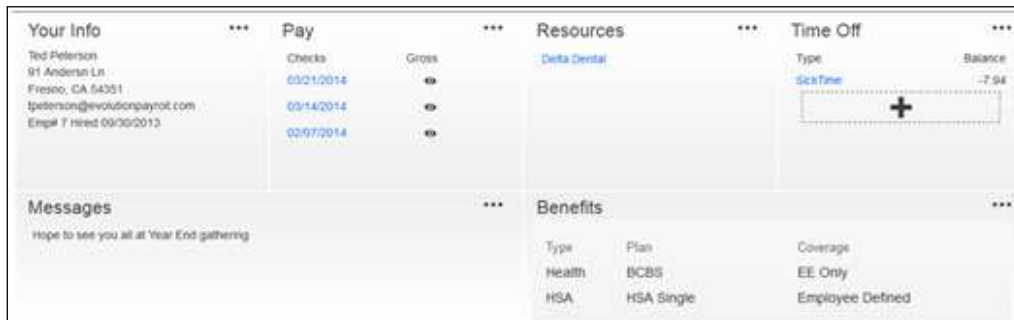 Your Info
Ted Peterson
91 Andersn Ln
Fresno, CA 54351
tpeterson@evolutionpayroll.com
Emp# 7 Hired 09/30/2013
Pay
Checks Gross
03/21/2014
03/14/2014
02/07/2014
Resources
Delta Dental
Time Off
Type Balance
SickTime -7.94
Messages
Hope to see you all at Year End gathering
Benefits
Type Plan Coverage
Health BCBS EE Only
HSA HSA Single Employee Defined